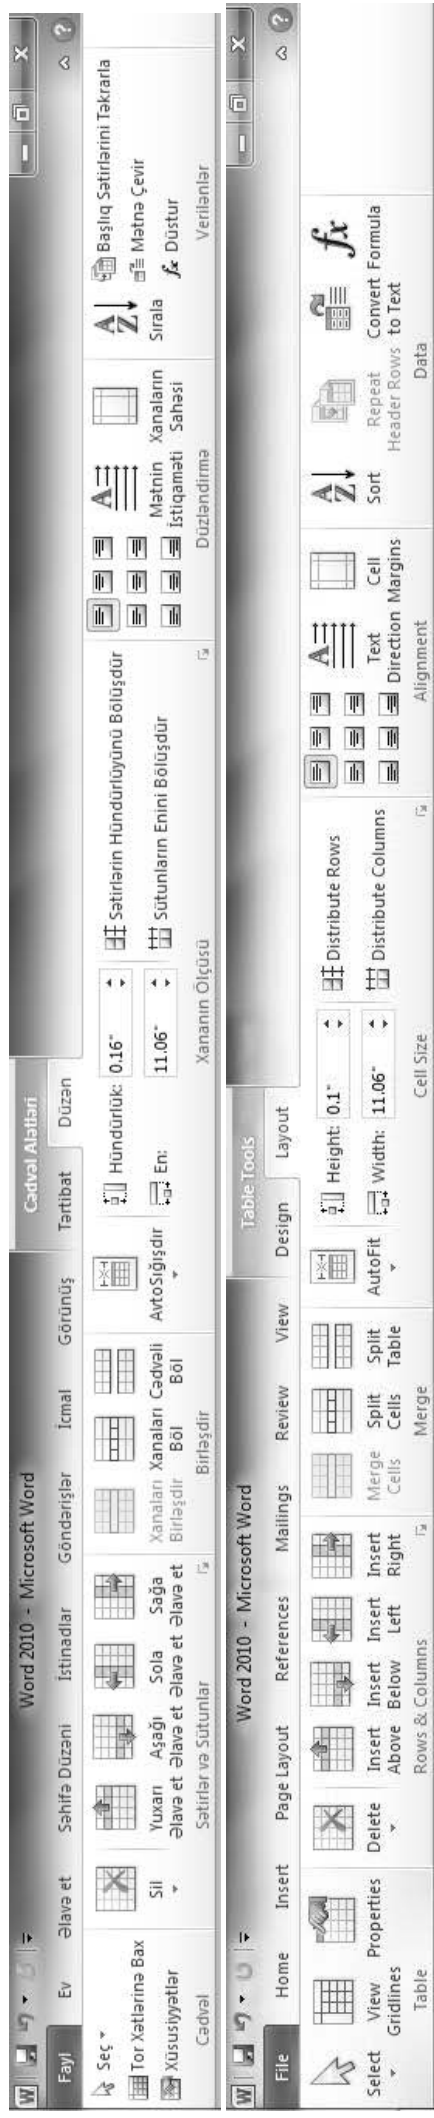 Word 2010 - Microsoft Word
Cədvəl Alətləri
Fayl Ev Əlavə et Səhifə Düzəni İstinadlar Göndərişlər İcmal Görünüş Tərtibat Düzən
Seç
Tor Xətlərinə Bax
Xüsusiyyətlər
Cədvəl
Sil
Yuxarı Əlavə et
Aşağı Əlavə et
Sola Əlavə et
Sağa Əlavə et
Sətirlər və Sütunlar
Xanaları Birləşdir
Xanaları Böl
Cədvəli Böl
Birləşdir
AvtoSığışdır
Hündürlük: 0.16"
En: 11.06"
Sətirlərin Hündürlüyünü Bölüşdür
Sütunların Enini Bölüşdür
Xananın Ölçüsü
Mətnin İstiqaməti
Xanaların Sahəsi
Düzləndirmə
Sırala
Başlıq Sətirlərini Təkrarla
Mətnə Çevir
Düstur
Verilənlər
Word 2010 - Microsoft Word
Table Tools
File Home Insert Page Layout References Mailings Review View Design Layout
Select
View Gridlines
Properties
Table
Delete
Insert Above
Insert Below
Insert Left
Insert Right
Rows & Columns
Merge Cells
Split Cells
Split Table
Merge
AutoFit
Height: 0.1"
Width: 11.06"
Distribute Rows
Distribute Columns
Cell Size
Text Direction
Cell Margins
Alignment
Sort
Repeat Header Rows
Convert to Text
Formula
Data